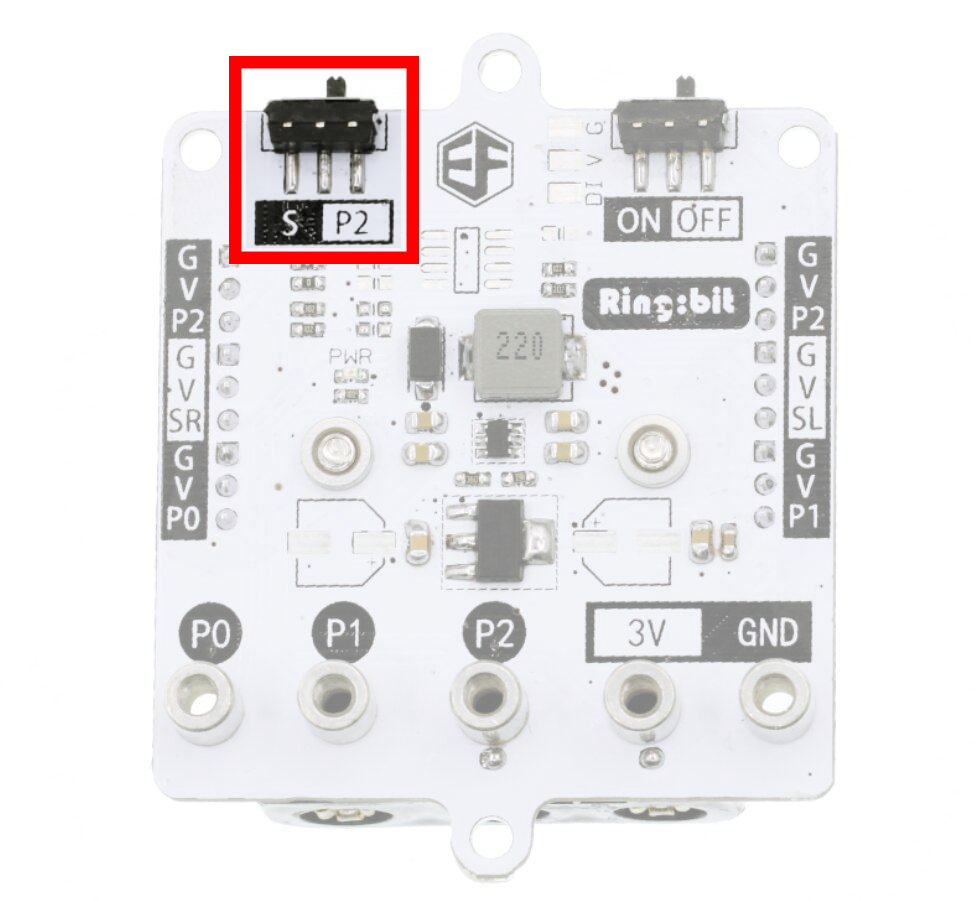 S P2
G
V
DI
ON OFF
G
V
P2
G
V
SR
G
V
P0
Ring:bit
220
PWR
G
V
P2
G
V
SL
G
V
P1
P0 P1 P2 3V GND